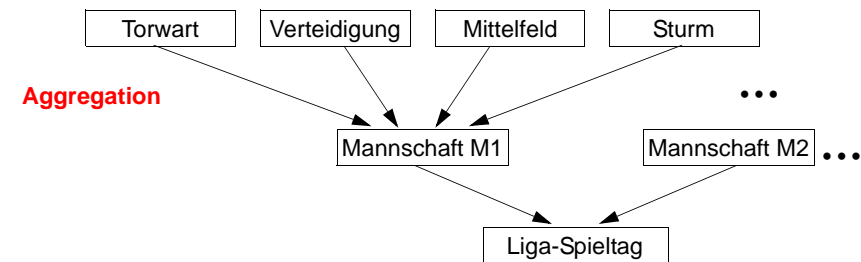 Torwart Verteidigung Mittelfeld Sturm
Aggregation
...
Mannschaft M1 Mannschaft M2 ...
Liga-Spieltag